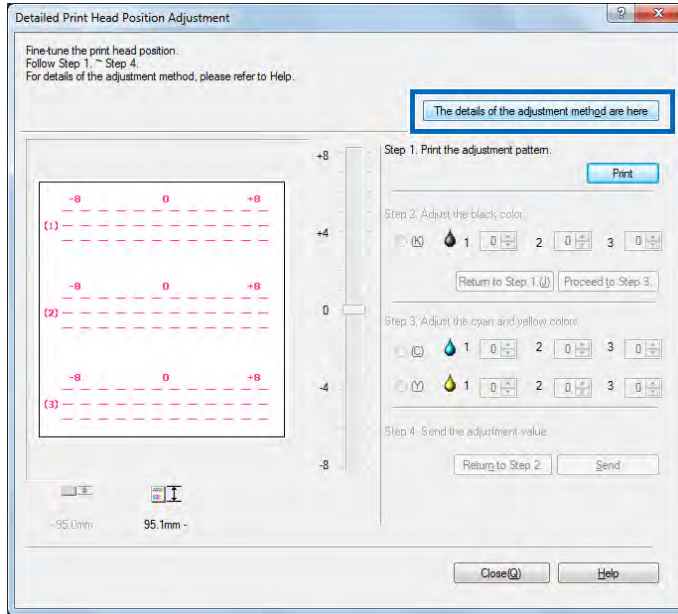 Detailed Print Head Position Adjustment
Fine-tune the print head position.
Follow Step 1. ~ Step 4.
For details of the adjustment method, please refer to Help.
The details of the adjustment method are here
-8 0 +8
(1)
-8 0 +8
(2)
-8 0 +8
(3)
+8
+4
0
-4
-8
-95.0mm
95.1mm -
Step 1. Print the adjustment pattern.
Print
Step 2. Adjust the black color.
(K) 1 0 2 0 3 0
Return to Step 1.(J) Proceed to Step 3.
Step 3. Adjust the cyan and yellow colors.
(C) 1 0 2 0 3 0
(Y) 1 0 2 0 3 0
Step 4. Send the adjustment value.
Return to Step 2. Send
Close(Q) Help